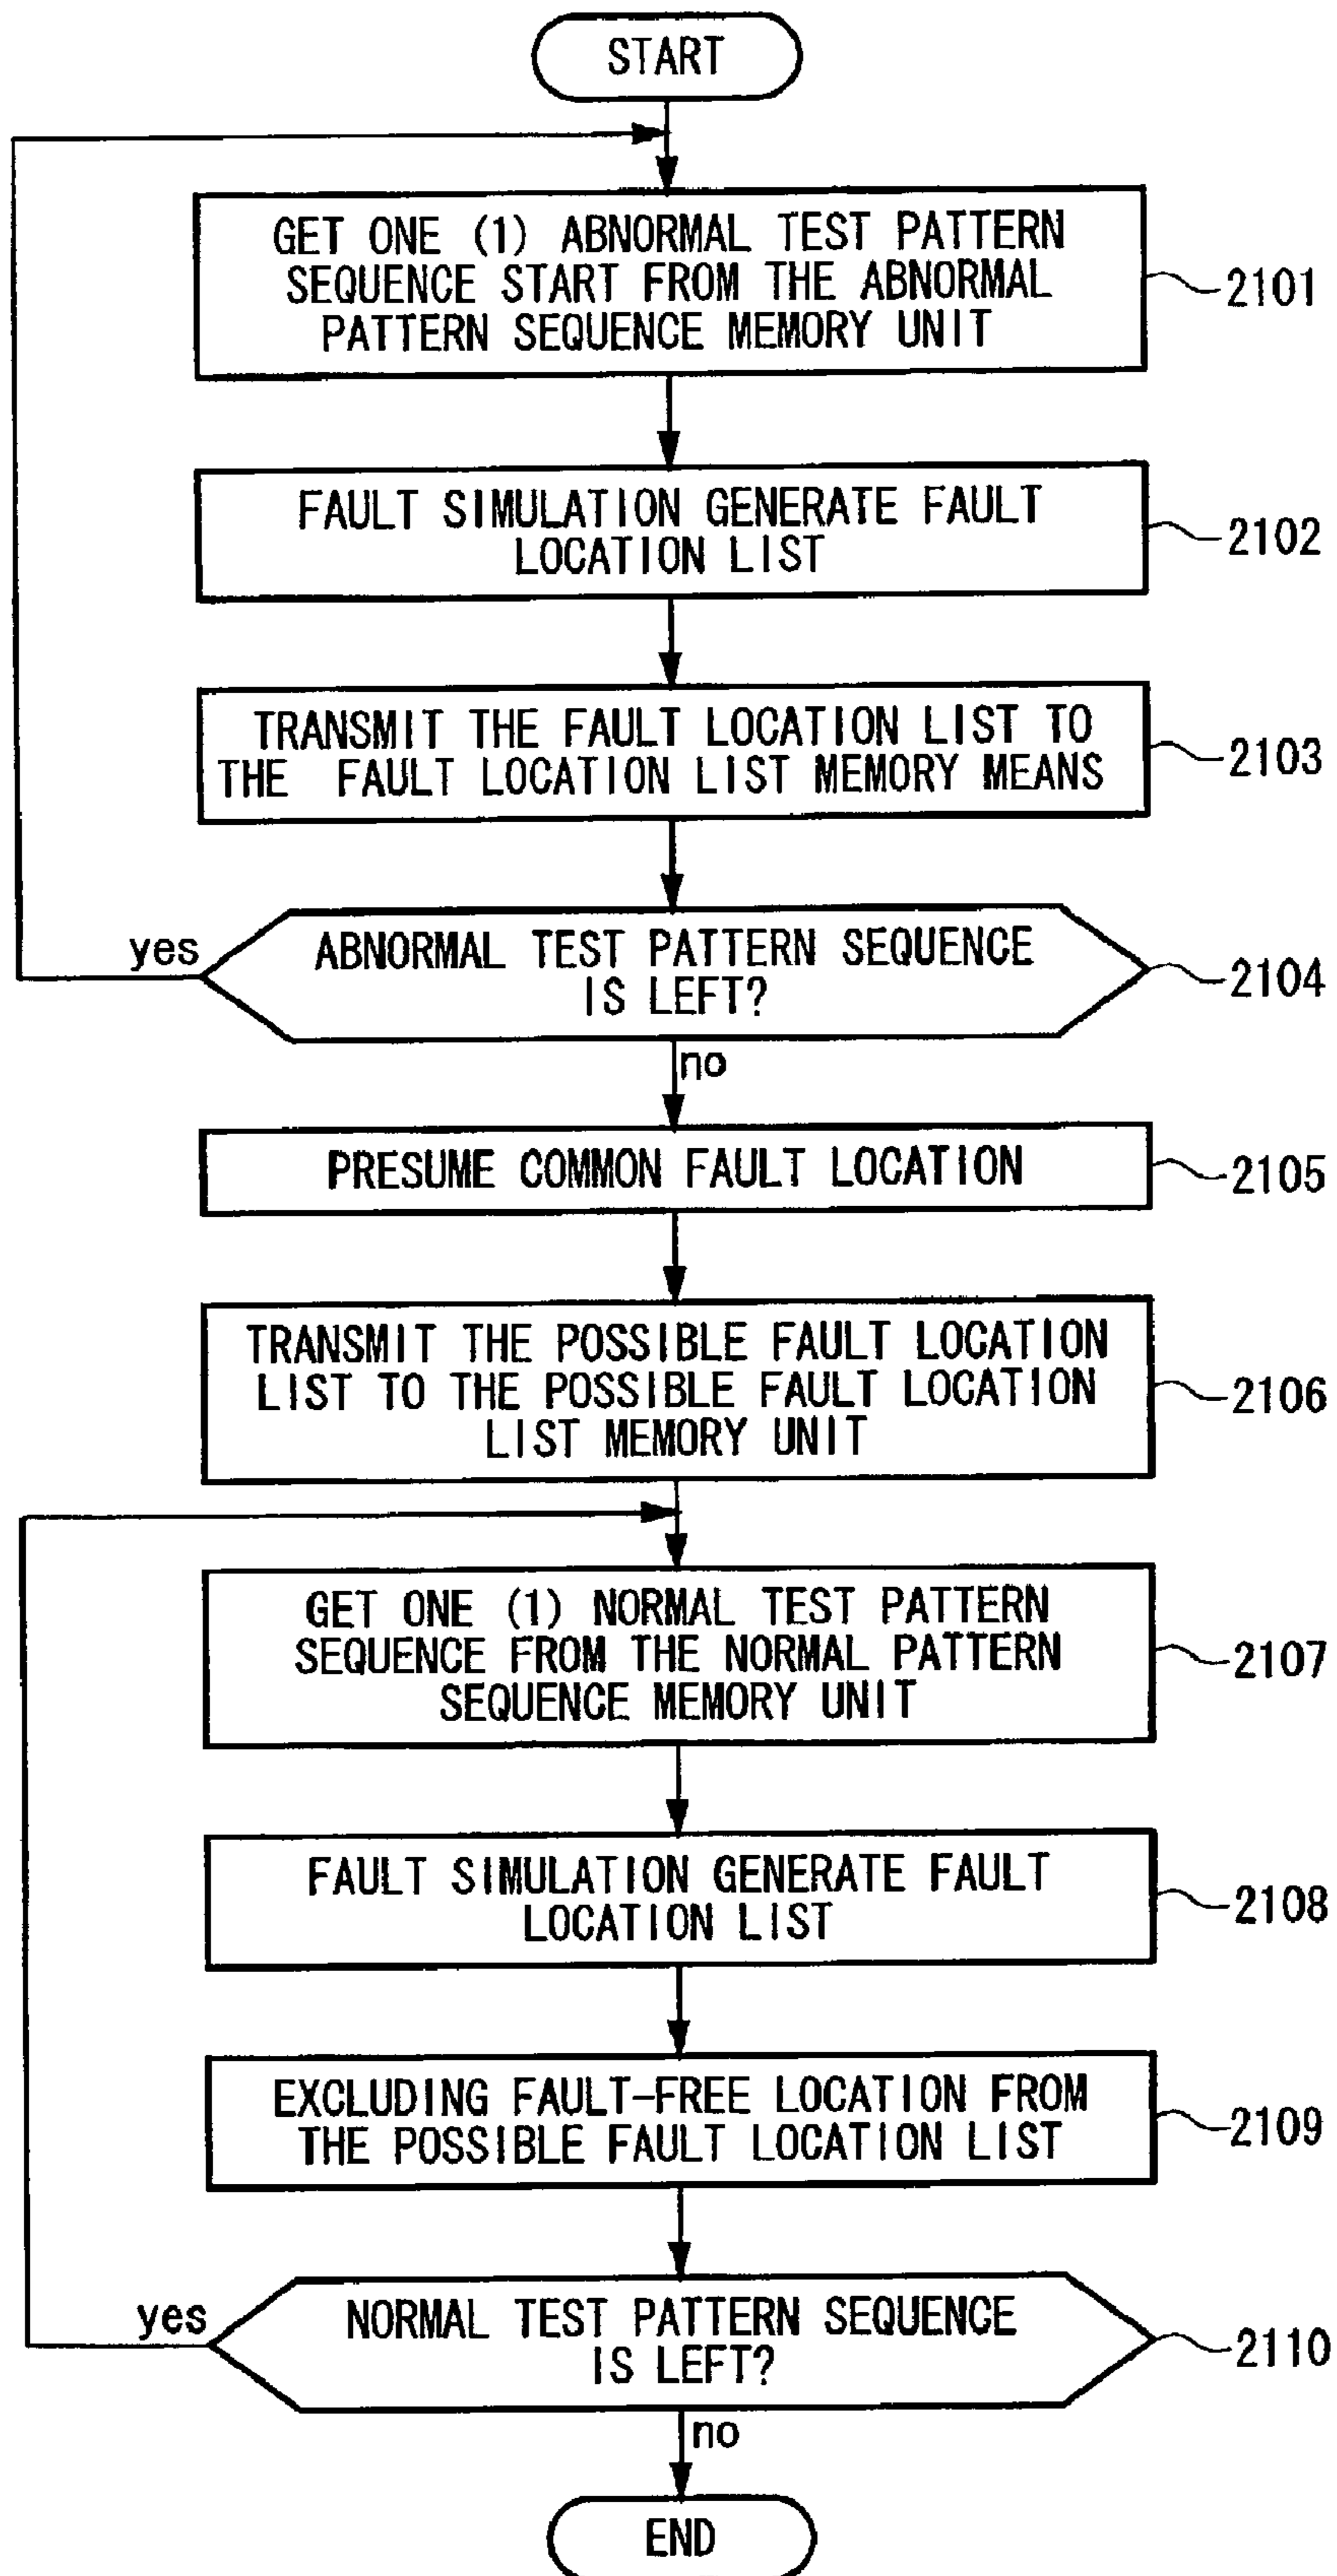 START
GET ONE (1) ABNORMAL TEST PATTERN
SEQUENCE START FROM THE ABNORMAL
PATTERN SEQUENCE MEMORY UNIT
2101
FAULT SIMULATION GENERATE FAULT
LOCATION LIST
2102
TRANSMIT THE FAULT LOCATION LIST TO
THE FAULT LOCATION LIST MEMORY MEANS
2103
yes
ABNORMAL TEST PATTERN SEQUENCE
IS LEFT?
2104
no
PRESUME COMMON FAULT LOCATION
2105
TRANSMIT THE POSSIBLE FAULT LOCATION
LIST TO THE POSSIBLE FAULT LOCATION
LIST MEMORY UNIT
2106
GET ONE (1) NORMAL TEST PATTERN
SEQUENCE FROM THE NORMAL PATTERN
SEQUENCE MEMORY UNIT
2107
FAULT SIMULATION GENERATE FAULT
LOCATION LIST
2108
EXCLUDING FAULT-FREE LOCATION FROM
THE POSSIBLE FAULT LOCATION LIST
2109
yes
NORMAL TEST PATTERN SEQUENCE
IS LEFT?
2110
no
END